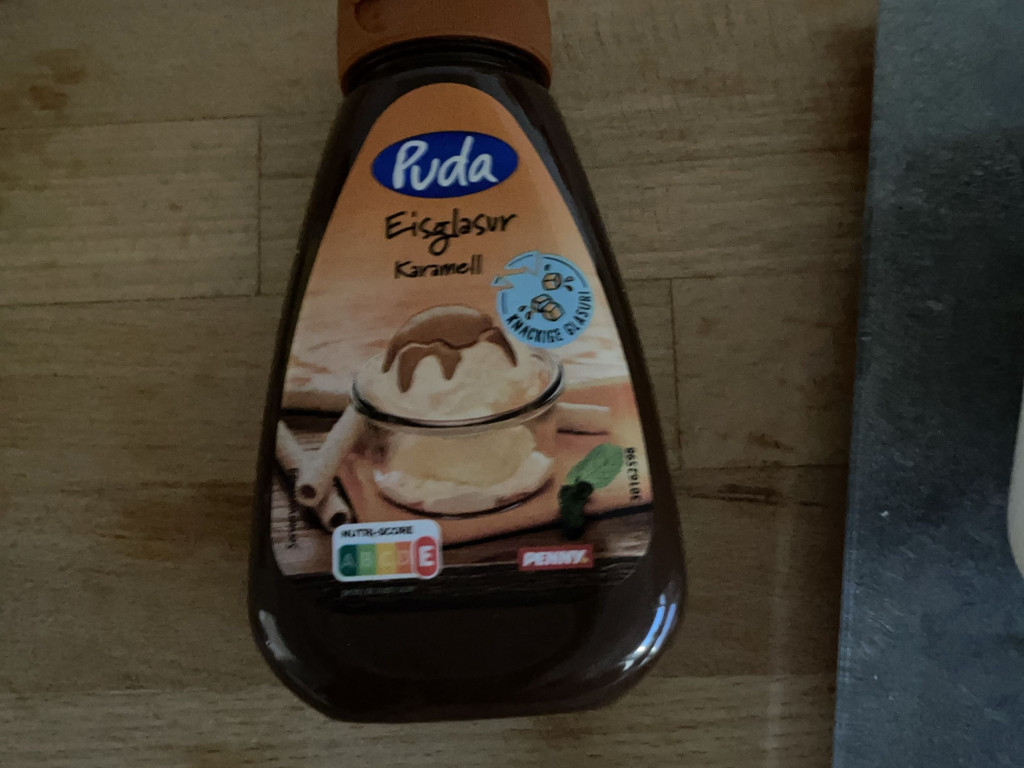 Puda
Eisglasur
Karamell
KNACKIGE GLASUR!
NUTRI-SCORE
A B C D E
PENNY.